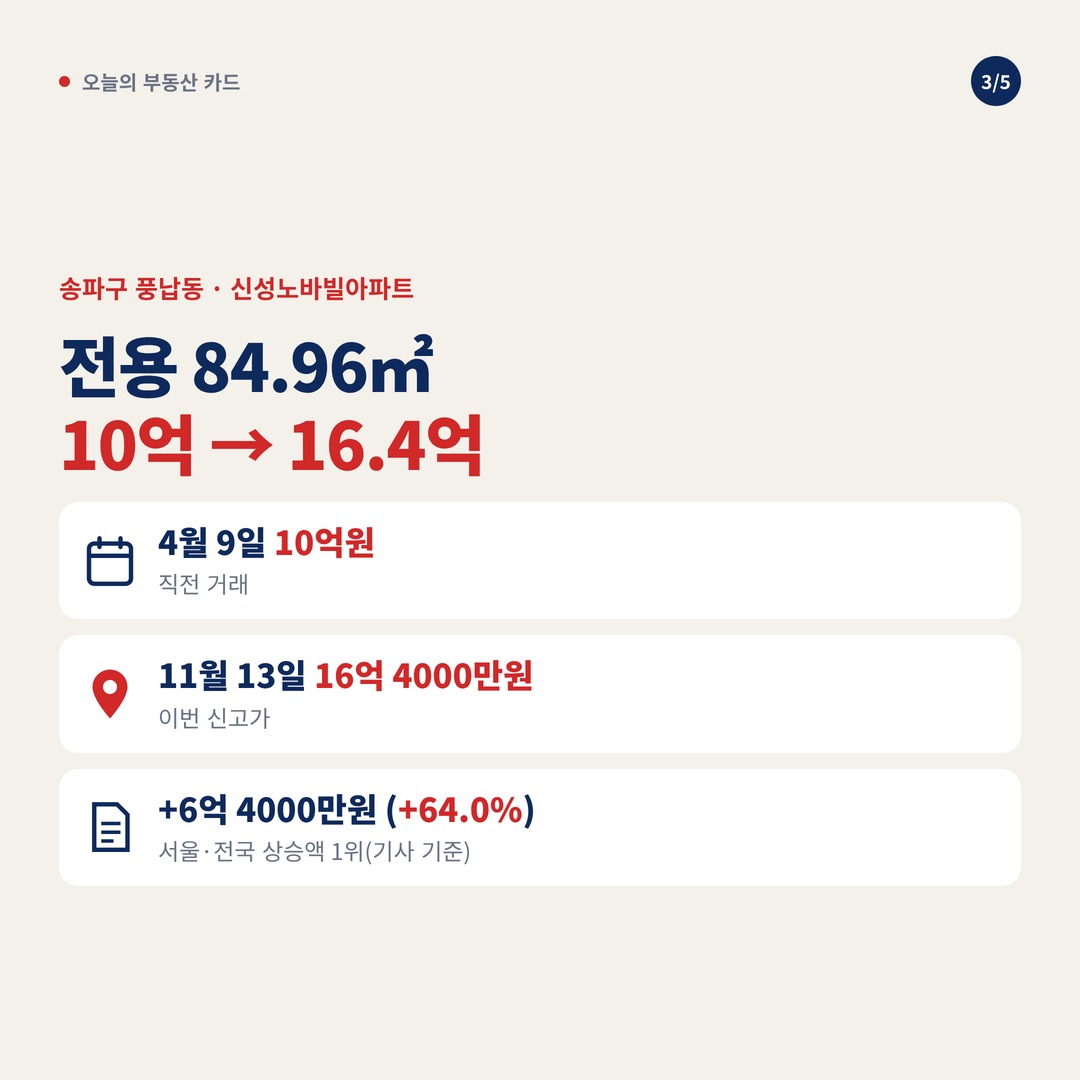 오늘의 부동산 카드
3/5
송파구 풍납동 · 신성노바빌아파트
전용 84.96㎡
10억 → 16.4억
4월 9일 10억원
직전 거래
11월 13일 16억 4000만원
이번 신고가
+6억 4000만원 (+64.0%)
서울·전국 상승액 1위(기사 기준)